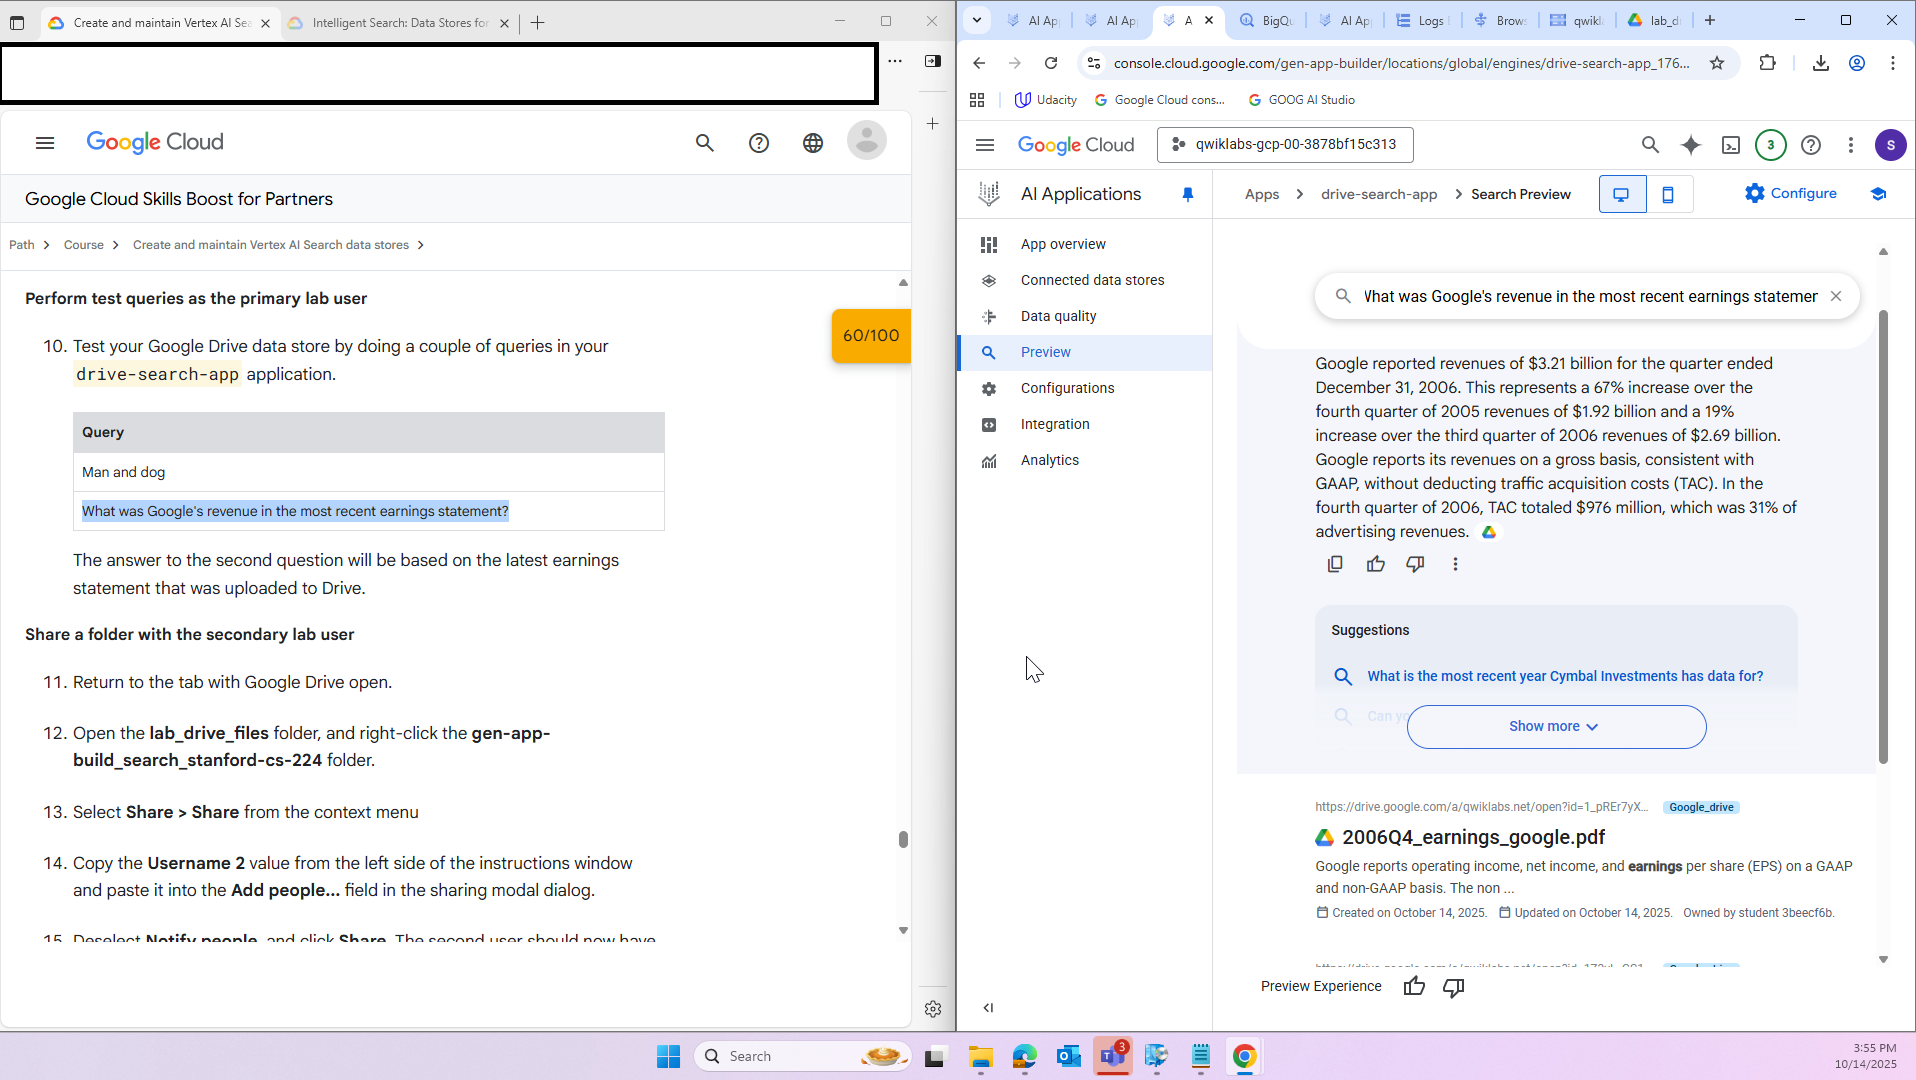 Create and maintain Vertex AI Sea
Intelligent Search: Data Stores for
Google Cloud
Google Cloud Skills Boost for Partners
Path
Course
Create and maintain Vertex AI Search data stores
Perform test queries as the primary lab user
60/100
10. Test your Google Drive data store by doing a couple of queries in your
drive-search-app application.
Query
Man and dog
What was Google's revenue in the most recent earnings statement?
The answer to the second question will be based on the latest earnings
statement that was uploaded to Drive.
Share a folder with the secondary lab user
11. Return to the tab with Google Drive open.
12. Open the lab_drive_files folder, and right-click the gen-app-
build_search_stanford-cs-224 folder.
13. Select Share > Share from the context menu
14. Copy the Username 2 value from the left side of the instructions window
and paste it into the Add people... field in the sharing modal dialog.
15. Deselect Notify people, and click Share. The second user should now have
AI Ap
AI Ap
A
BigQu
AI Ap
Logs
Brows
qwikl
lab_d
console.cloud.google.com/gen-app-builder/locations/global/engines/drive-search-app_176...
Udacity
Google Cloud cons...
GOOG AI Studio
Google Cloud
qwiklabs-gcp-00-3878bf15c313
3
S
AI Applications
Apps
drive-search-app
Search Preview
Configure
App overview
Connected data stores
Data quality
Preview
Configurations
Integration
Analytics
What was Google's revenue in the most recent earnings statemer
Google reported revenues of $3.21 billion for the quarter ended
December 31, 2006. This represents a 67% increase over the
fourth quarter of 2005 revenues of $1.92 billion and a 19%
increase over the third quarter of 2006 revenues of $2.69 billion.
Google reports its revenues on a gross basis, consistent with
GAAP, without deducting traffic acquisition costs (TAC). In the
fourth quarter of 2006, TAC totaled $976 million, which was 31% of
advertising revenues.
Suggestions
What is the most recent year Cymbal Investments has data for?
Can yo
Show more
https://drive.google.com/a/qwiklabs.net/open?id=1_pREr7yX...
Google_drive
2006Q4_earnings_google.pdf
Google reports operating income, net income, and earnings per share (EPS) on a GAAP
and non-GAAP basis. The non ...
Created on October 14, 2025.
Updated on October 14, 2025.
Owned by student 3beecf6b.
Preview Experience
Search
3
3:55 PM
10/14/2025